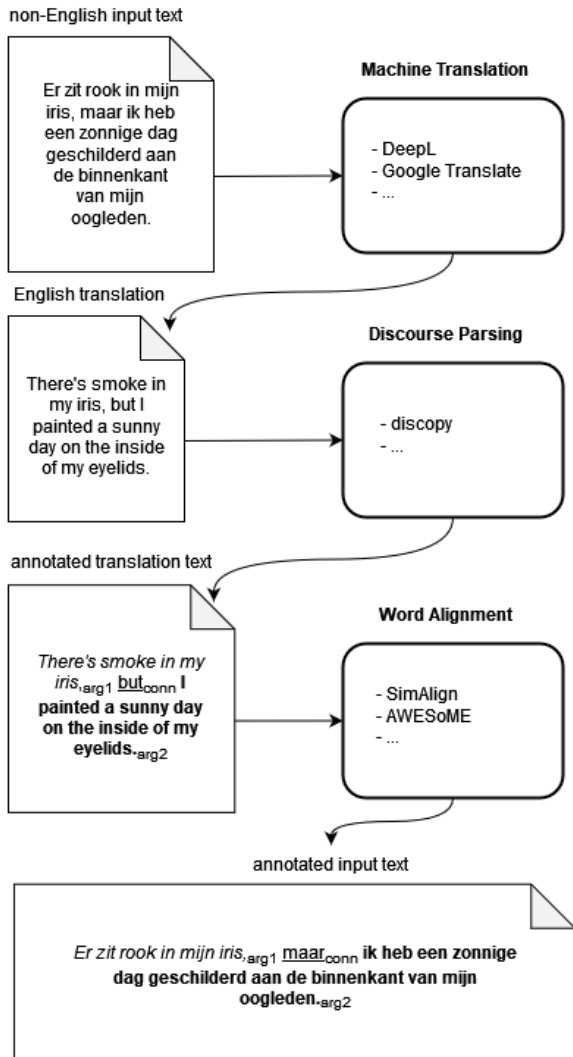 non-English input text
Er zit rook in mijn
iris, maar ik heb
een zonnige dag
geschilderd aan
de binnenkant
van mijn
oogleden.
Machine Translation
- DeepL
- Google Translate
- ...
English translation
There's smoke in
my iris, but I
painted a sunny
day on the inside
of my eyelids.
Discourse Parsing
- discopy
- ...
annotated translation text
There's smoke in my
iris,arg1 butconn I
painted a sunny day
on the inside of my
eyelids.arg2
Word Alignment
- SimAlign
- AWESoME
- ...
annotated input text
Er zit rook in mijn iris,arg1 maarconn ik heb een zonnige
dag geschilderd aan de binnenkant van mijn
oogleden.arg2